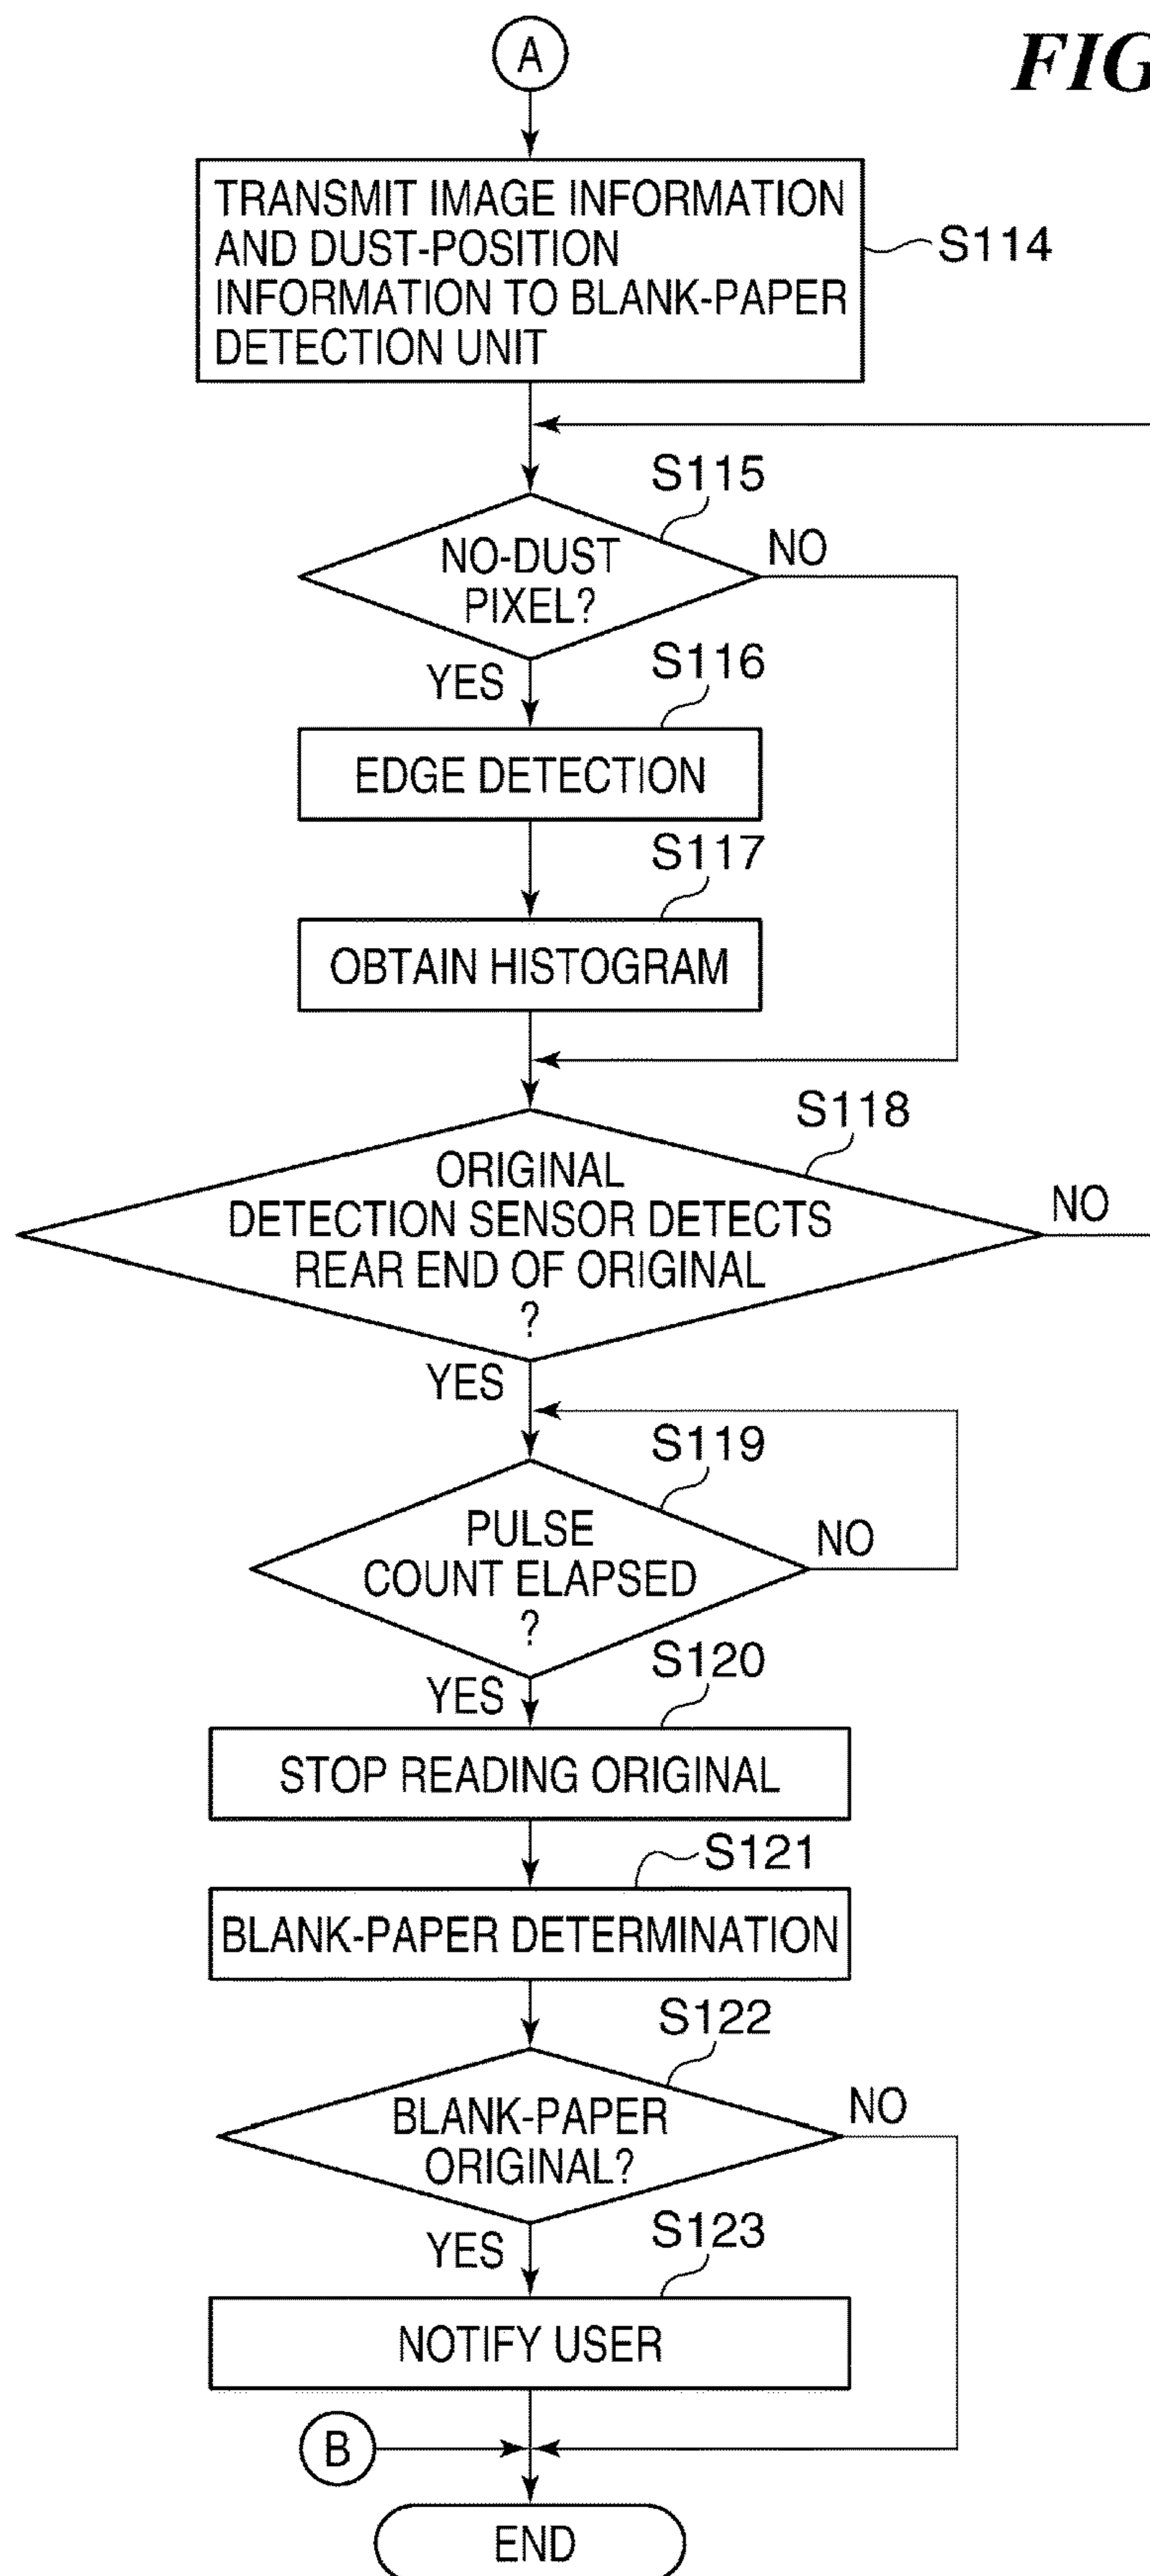 A
FIG
TRANSMIT IMAGE INFORMATION
AND DUST-POSITION
INFORMATION TO BLANK-PAPER
DETECTION UNIT
S114
S115
NO-DUST
PIXEL?
NO
YES
S116
EDGE DETECTION
S117
OBTAIN HISTOGRAM
S118
ORIGINAL
DETECTION SENSOR DETECTS
REAR END OF ORIGINAL
?
NO
YES
S119
PULSE
COUNT ELAPSED
?
NO
YES
S120
STOP READING ORIGINAL
S121
BLANK-PAPER DETERMINATION
S122
BLANK-PAPER
ORIGINAL?
NO
YES
S123
NOTIFY USER
B
END